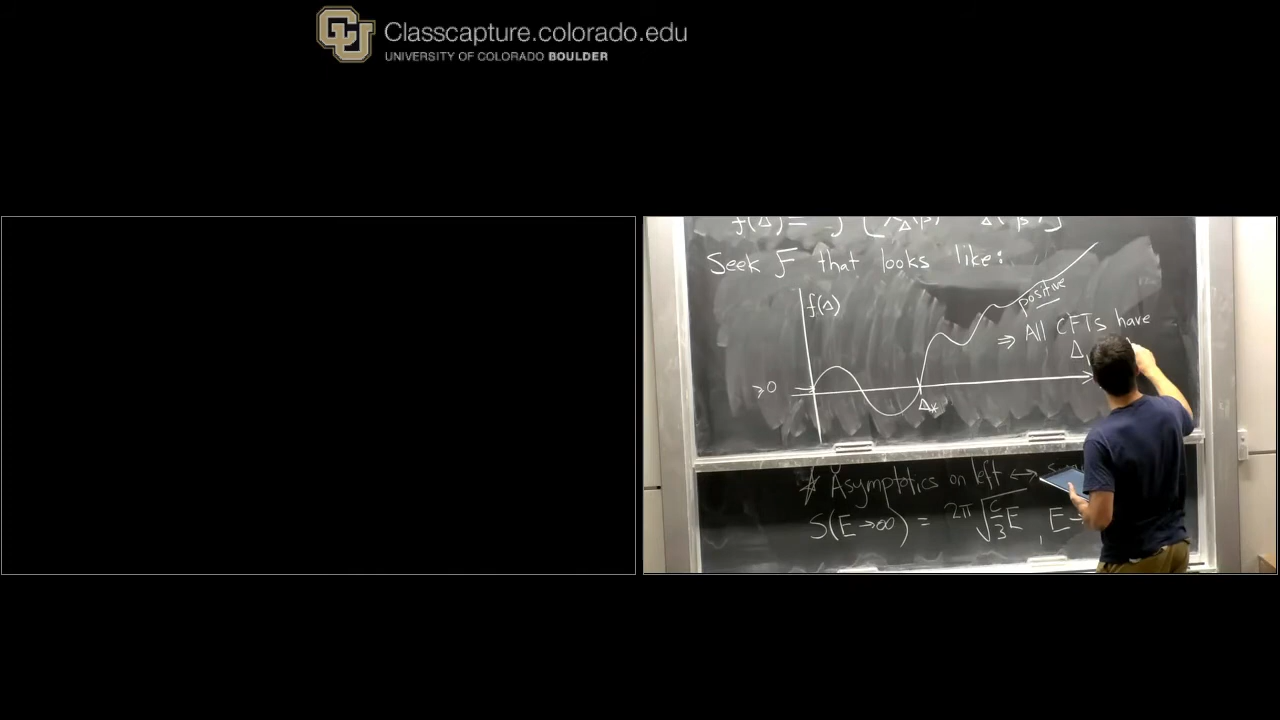 Classcapture.colorado.edu
UNIVERSITY OF COLORADO BOULDER
f(Δ) =
Seek F that looks like:
f(Δ)
positive
⇒ All CFTs have
Δ
≥0
Δ*
* Asymptotics on left ↔
S(E→∞) = 2π√(c/3 E) , E→